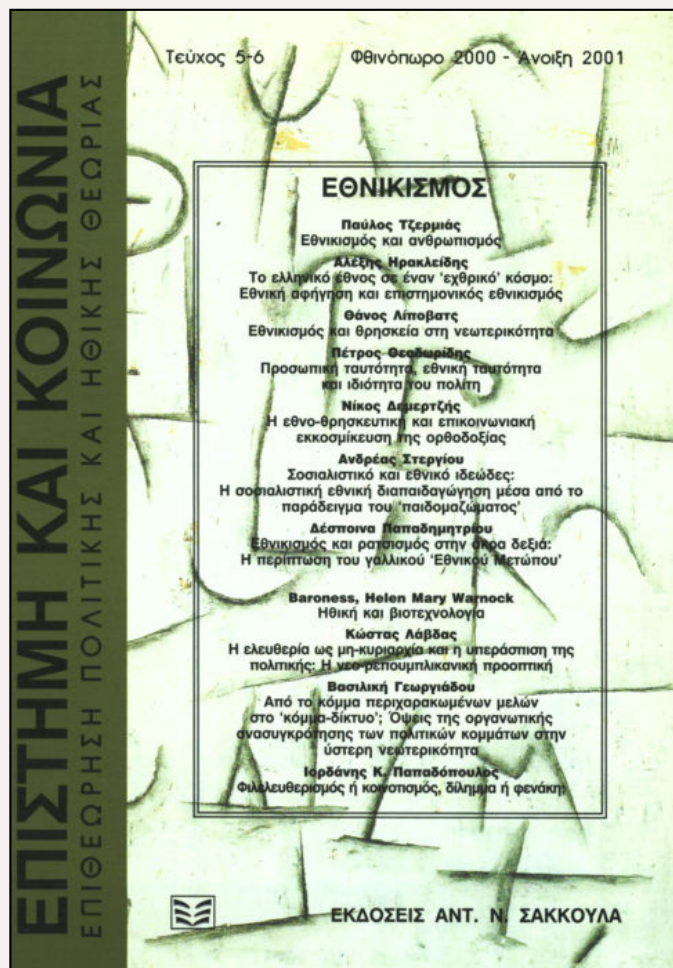 ΕΠΙΣΤΗΜΗ ΚΑΙ ΚΟΙΝΩΝΙΑ
ΕΠΙΘΕΩΡΗΣΗ ΠΟΛΙΤΙΚΗΣ ΚΑΙ ΗΘΙΚΗΣ ΘΕΩΡΙΑΣ
Τεύχος 5-6 Φθινόπωρο 2000 - Άνοιξη 2001
ΕΘΝΙΚΙΣΜΟΣ
Παύλος Τζερμιάς
Εθνικισμός και ανθρωπισμός
Αλέξης Ηρακλείδης
Το ελληνικό έθνος σε έναν 'εχθρικό' κόσμο:
Εθνική αφήγηση και επιστημονικός εθνικισμός
Θάνος Λίποβατς
Εθνικισμός και θρησκεία στη νεωτερικότητα
Πέτρος Θεοδωρίδης
Προσωπική ταυτότητα, εθνική ταυτότητα
και ιδιότητα του πολίτη
Νίκος Δεμερτζής
Η εθνο-θρησκευτική και επικοινωνιακή
εκκοσμίκευση της ορθοδοξίας
Ανδρέας Στεργίου
Σοσιαλιστικό και εθνικό ιδεώδες:
Η σοσιαλιστική εθνική διαπαιδαγώγηση μέσα από το
παράδειγμα του 'παιδομαζώματος'
Δέσποινα Παπαδημητρίου
Εθνικισμός και ρατσισμός στην άκρα δεξιά:
Η περίπτωση του γαλλικού 'Εθνικού Μετώπου'
Baroness, Helen Mary Warnock
Ηθική και βιοτεχνολογία
Κώστας Λάβδας
Η ελευθερία ως μη-κυριαρχία και η υπεράσπιση της
πολιτικής: Η νεο-ρεπουμπλικανική προοπτική
Βασιλική Γεωργιάδου
Από το κόμμα περιχαρακωμένων μελών
στο 'κόμμα-δίκτυο'; Όψεις της οργανωτικής
ανασυγκρότησης των πολιτικών κομμάτων στην
ύστερη νεωτερικότητα
Ιορδάνης Κ. Παπαδόπουλος
Φιλελευθερισμός ή κοινοτισμός, δίλημμα ή φενάκη;
ΕΚΔΟΣΕΙΣ ΑΝΤ. Ν. ΣΑΚΚΟΥΛΑ